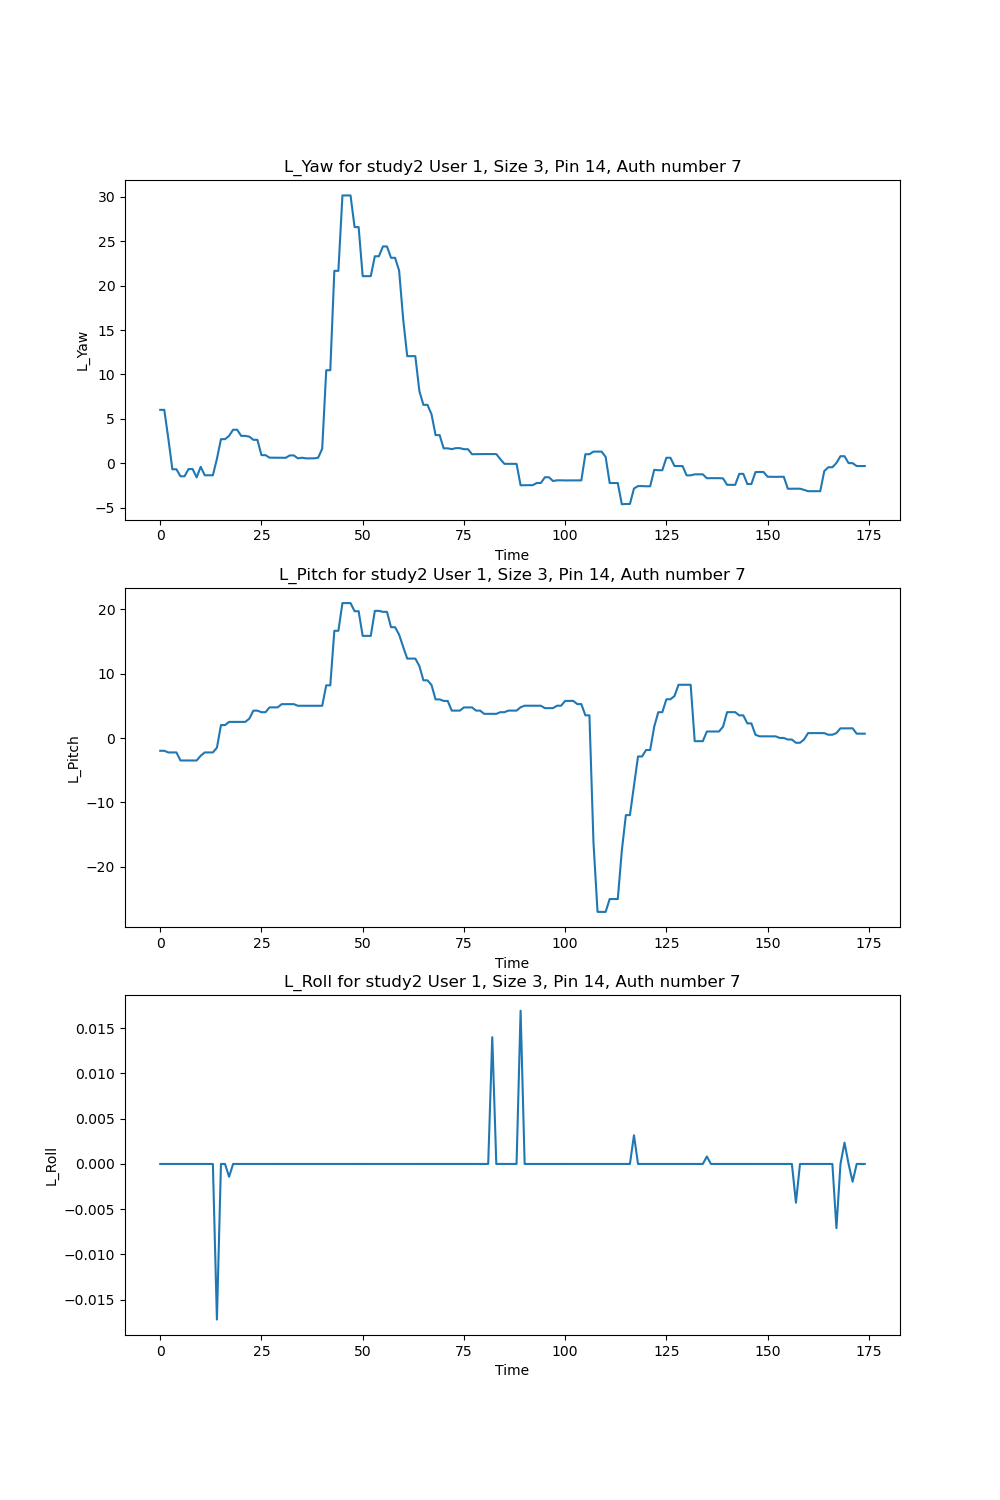 L_Yaw for study2 User 1, Size 3, Pin 14, Auth number 7
30
25
20
15
10
5
0
−5
L_Yaw
0 25 50 75 100 125 150 175
Time
L_Pitch for study2 User 1, Size 3, Pin 14, Auth number 7
20
10
0
−10
−20
L_Pitch
0 25 50 75 100 125 150 175
Time
L_Roll for study2 User 1, Size 3, Pin 14, Auth number 7
0.015
0.010
0.005
0.000
−0.005
−0.010
−0.015
L_Roll
0 25 50 75 100 125 150 175
Time